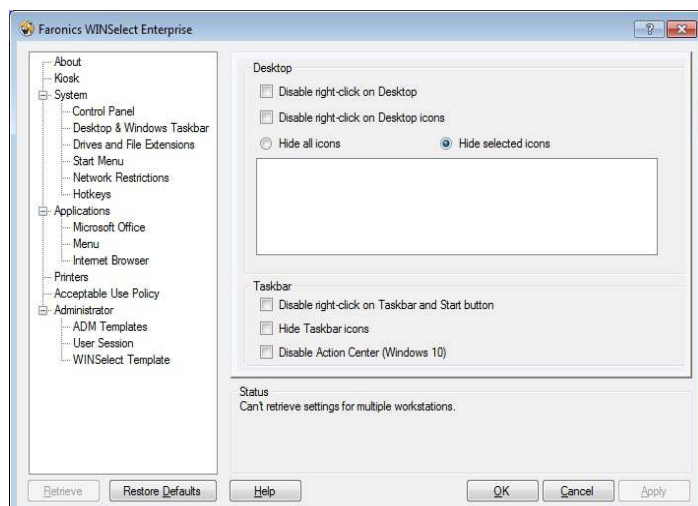 Faronics WINSelect Enterprise
About
Kiosk
System
Control Panel
Desktop & Windows Taskbar
Drives and File Extensions
Start Menu
Network Restrictions
Hotkeys
Applications
Microsoft Office
Menu
Internet Browser
Printers
Acceptable Use Policy
Administrator
ADM Templates
User Session
WINSelect Template
Desktop
Disable right-click on Desktop
Disable right-click on Desktop icons
Hide all icons Hide selected icons
Taskbar
Disable right-click on Taskbar and Start button
Hide Taskbar icons
Disable Action Center (Windows 10)
Status
Can't retrieve settings for multiple workstations.
Retrieve Restore Defaults Help OK Cancel Apply